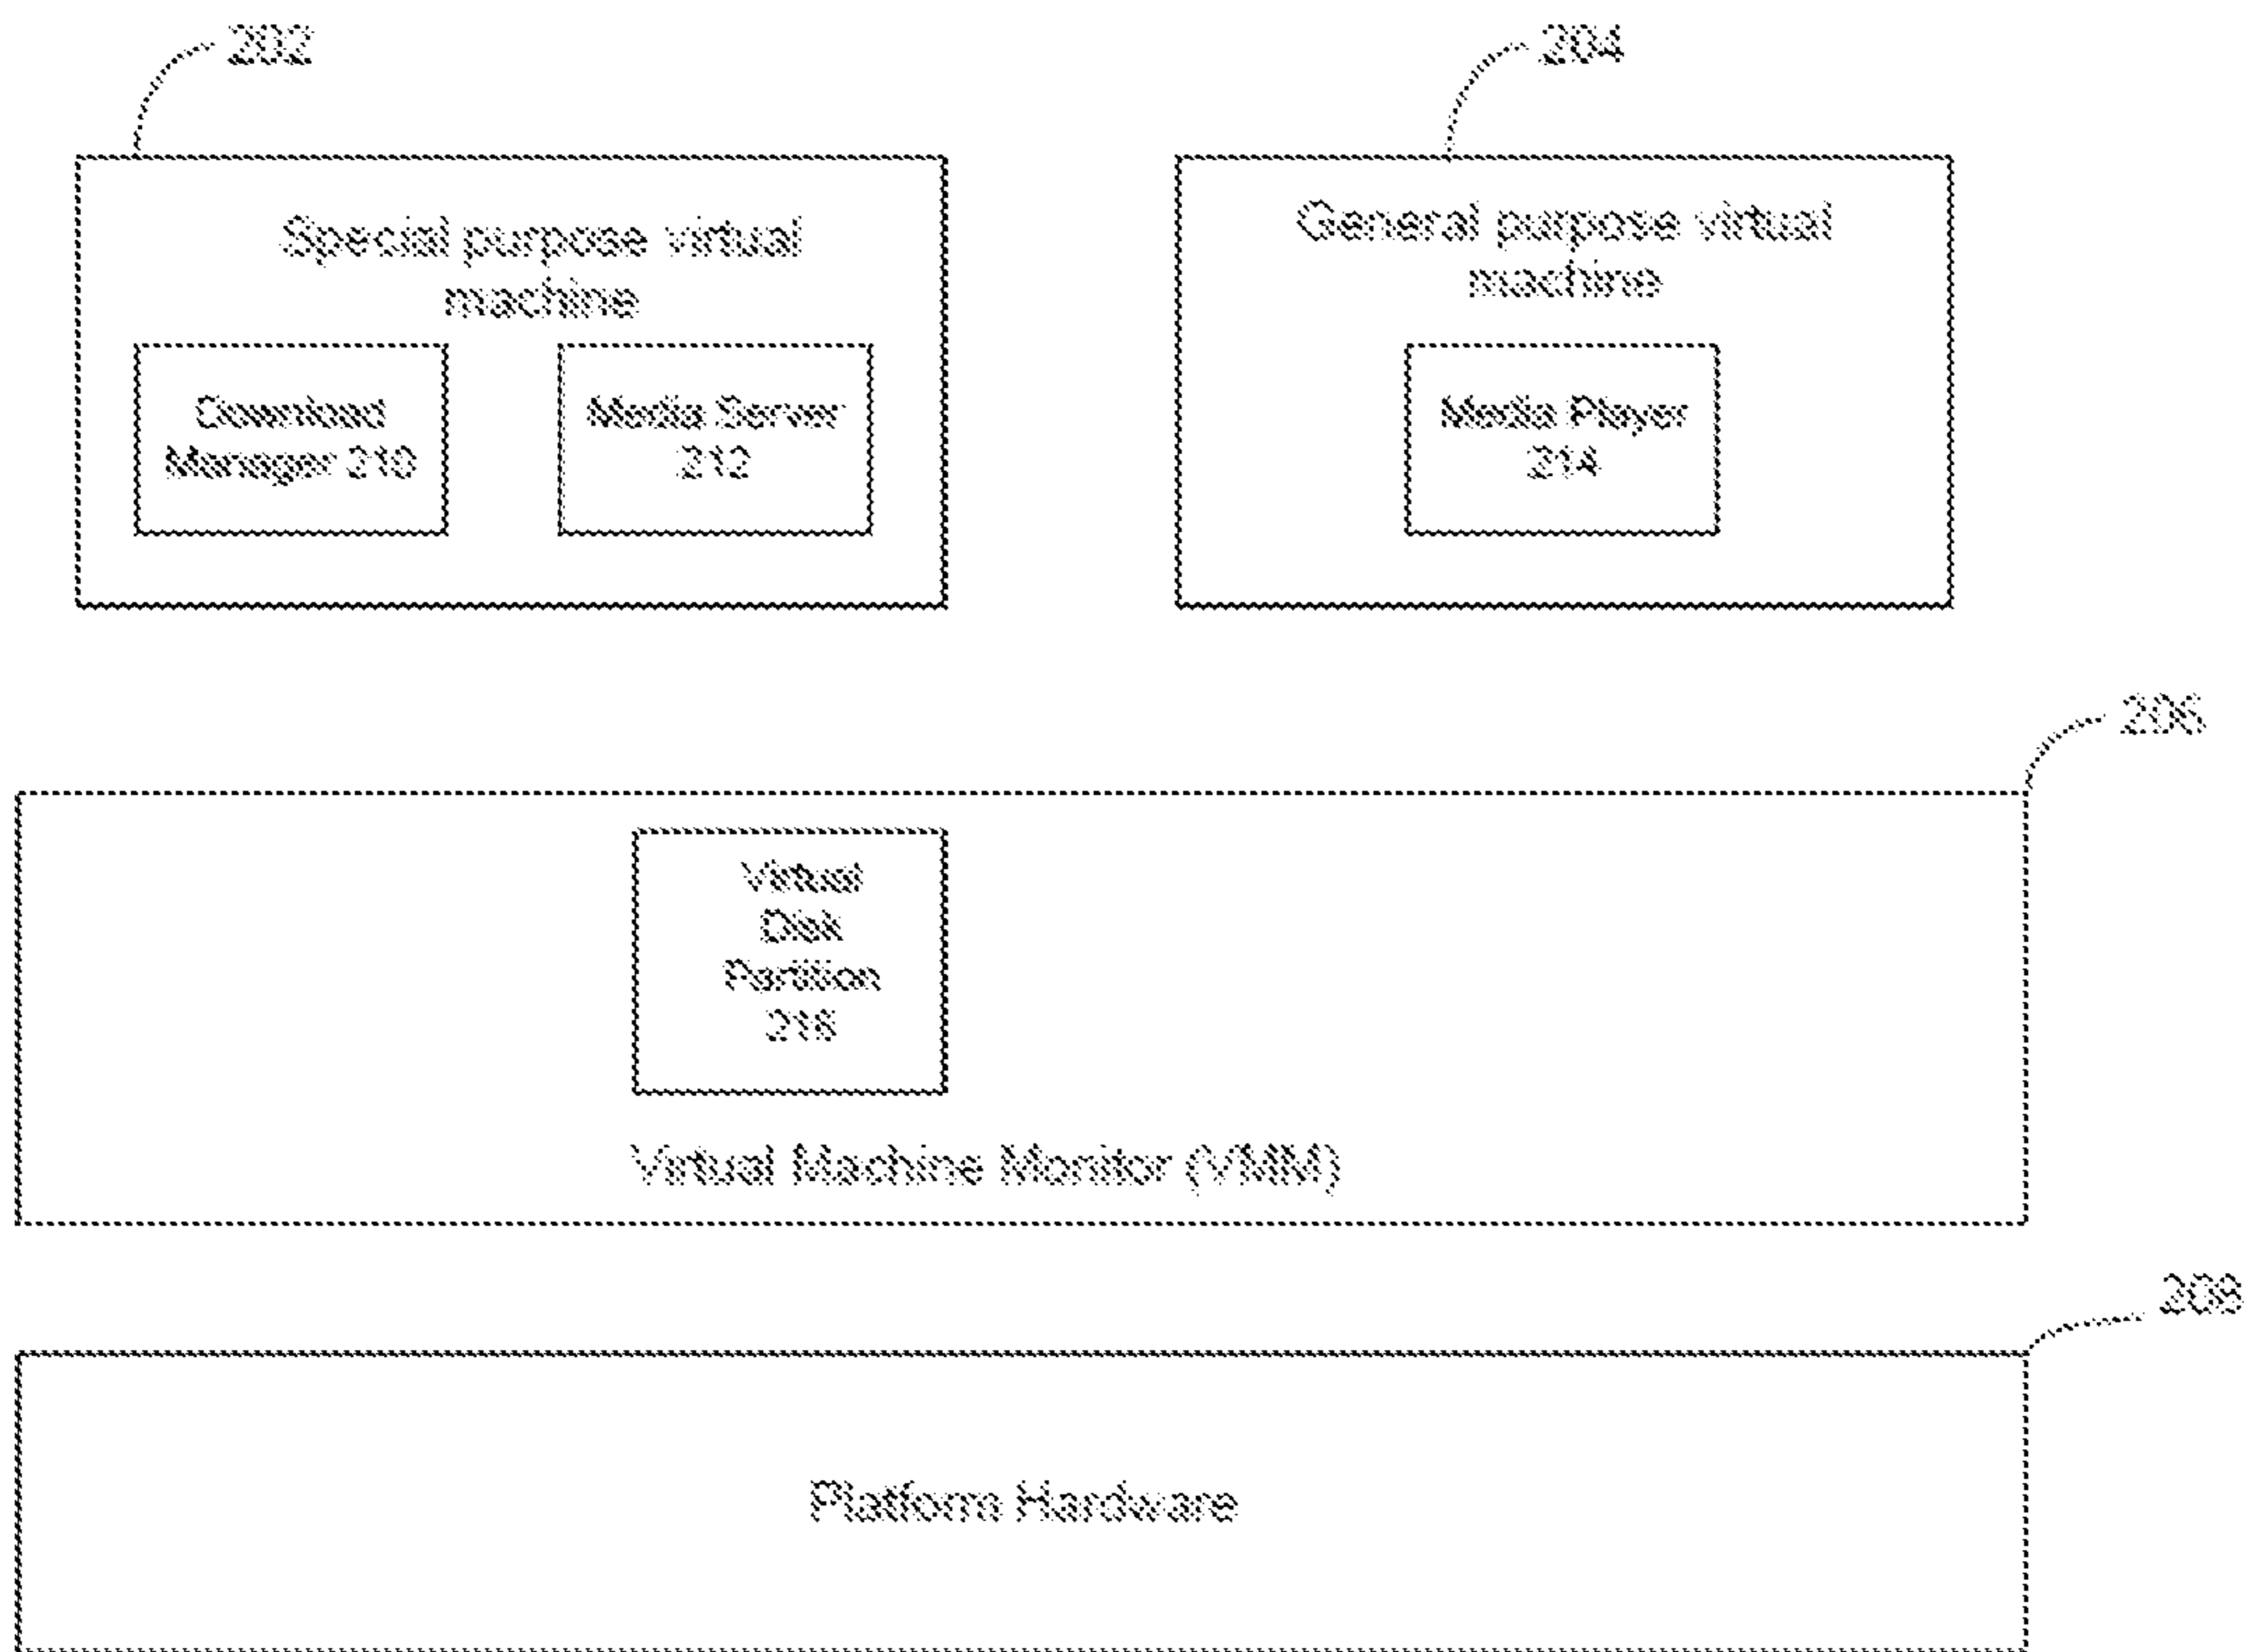 202
204
Special purpose virtual
machine
General purpose virtual
machine
Download
Manager 210
Media Server
212
Media Player
214
206
Virtual
Disk
Partition
Virtual Machine Monitor (VMM)
208
Platform Hardware